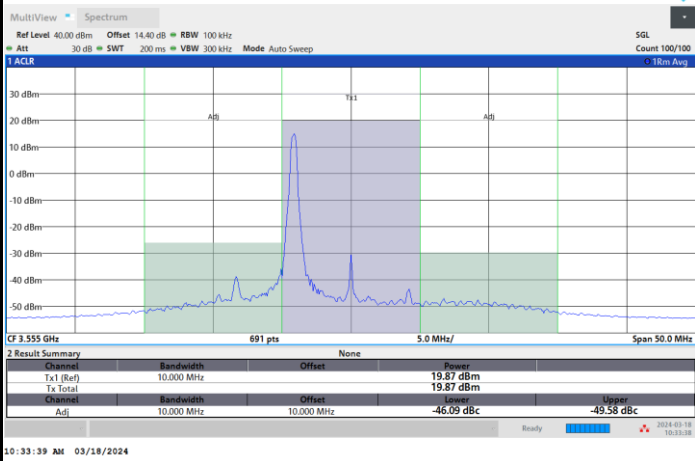 MultiView Spectrum
Ref Level 40.00 dBm Offset 14.40 dB RBW 100 kHz SGL
Att 30 dB SWT 200 ms VBW 300 kHz Mode Auto Sweep Count 100/100
1 ACLR 1Rm Avg
30 dBm
Tx1
20 dBm
Adj Adj
10 dBm
0 dBm
-10 dBm
-20 dBm
-30 dBm
-40 dBm
-50 dBm
CF 3.555 GHz 691 pts 5.0 MHz/ Span 50.0 MHz
2 Result Summary None
Channel Bandwidth Offset Power
Tx1 (Ref) 10.000 MHz 19.87 dBm
Tx Total 19.87 dBm
Channel Bandwidth Offset Lower Upper
Adj 10.000 MHz 10.000 MHz -46.09 dBc -49.58 dBc
Ready 2024-03-18
10:33:38
10:33:39 AM 03/18/2024